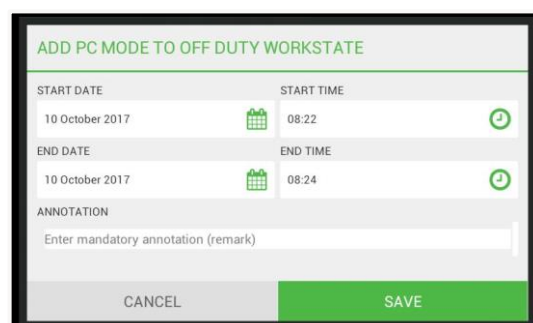 ADD PC MODE TO OFF DUTY WORKSTATE
START DATE START TIME
10 October 2017 08:22
END DATE END TIME
10 October 2017 08:24
ANNOTATION
Enter mandatory annotation (remark)
CANCEL SAVE